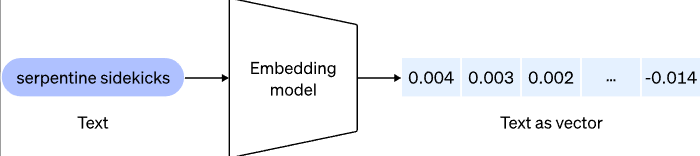 serpentine sidekicks
Embedding
model
0.004 0.003 0.002 ... -0.014
Text
Text as vector